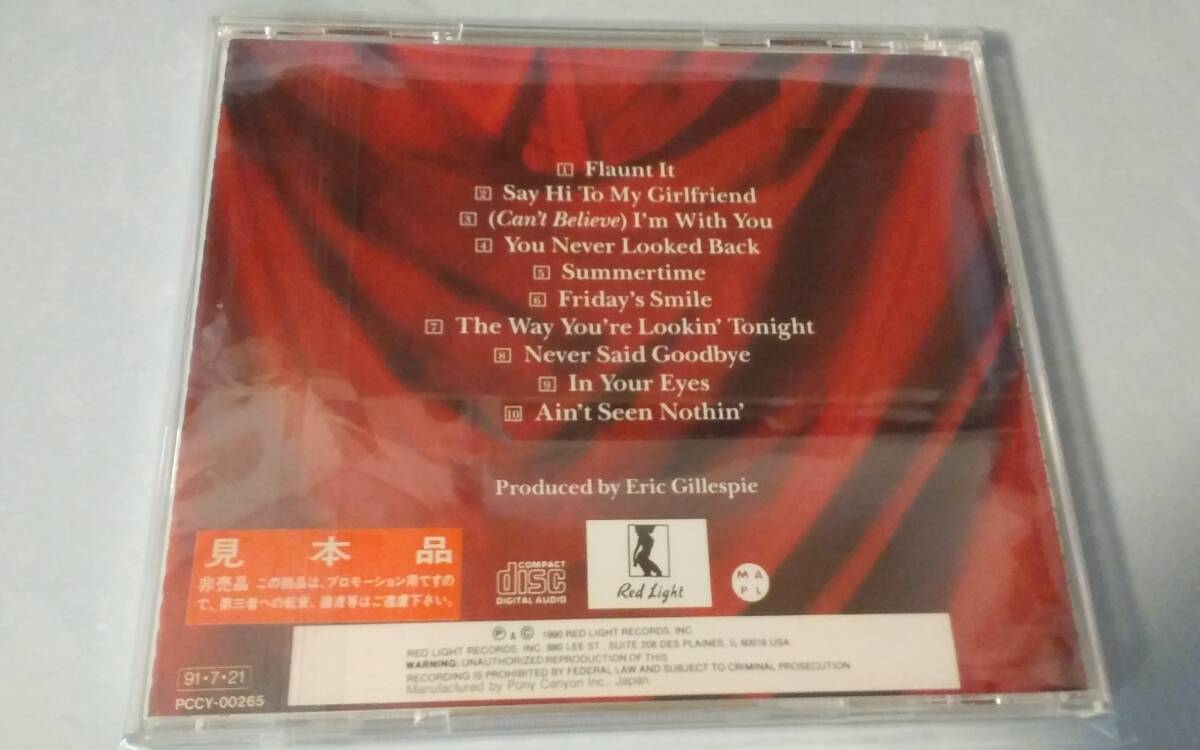 1 Flaunt It
2 Say Hi To My Girlfriend
3 (Can't Believe) I'm With You
4 You Never Looked Back
5 Summertime
6 Friday's Smile
7 The Way You're Lookin' Tonight
8 Never Said Goodbye
9 In Your Eyes
10 Ain't Seen Nothin'
Produced by Eric Gillespie
見本品
非売品 この商品は、プロモーション用ですの
で、第三者への転貸、譲渡等はご遠慮下さい。
COMPACT
disc
DIGITAL AUDIO
Red Light
M A
P L
Ⓟ & © 1990 RED LIGHT RECORDS, INC.
RED LIGHT RECORDS, INC. 880 LEE ST., SUITE 208 DES PLAINES, IL 60016 USA
WARNING: UNAUTHORIZED REPRODUCTION OF THIS
RECORDING IS PROHIBITED BY FEDERAL LAW AND SUBJECT TO CRIMINAL PROSECUTION
Manufactured by Pony Canyon Inc., Japan.
91・7・21
PCCY-00265